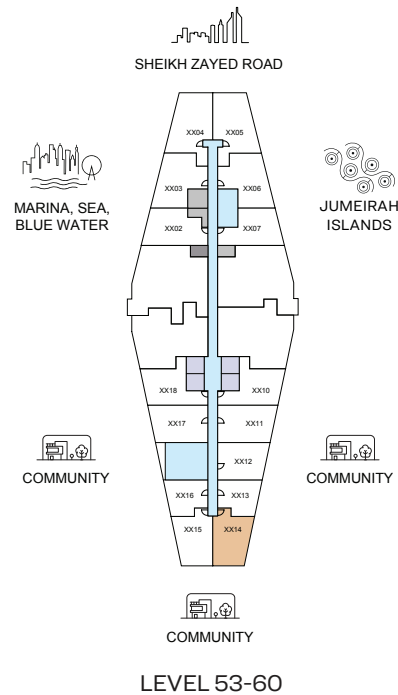 SHEIKH ZAYED ROAD
XX04
XX05
MARINA, SEA,
BLUE WATER
JUMEIRAH
ISLANDS
XX03
XX06
XX02
XX07
XX18
XX10
XX17
XX11
XX12
XX16
XX13
XX15
XX14
COMMUNITY
COMMUNITY
COMMUNITY
LEVEL 53-60